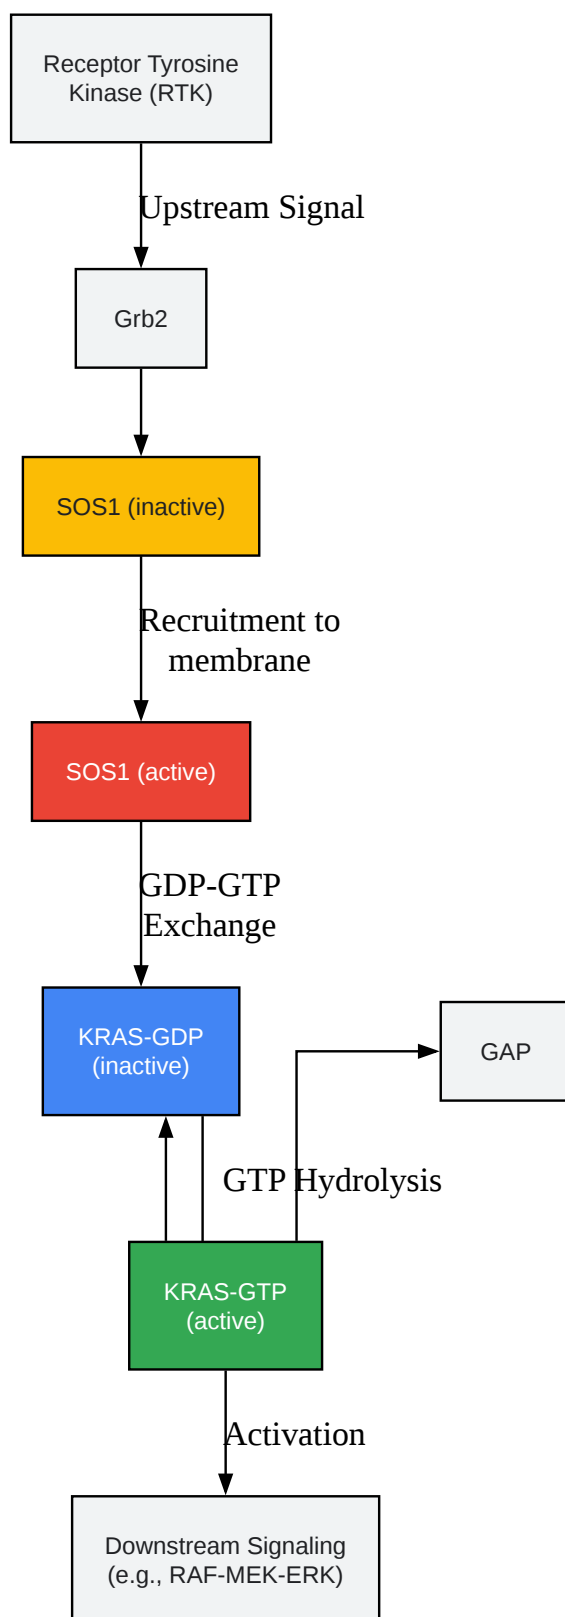 Receptor Tyrosine
Kinase (RTK)
Upstream Signal
Grb2
SOS1 (inactive)
Recruitment to
membrane
SOS1 (active)
GDP-GTP
Exchange
KRAS-GDP
(inactive)
GAP
GTP Hydrolysis
KRAS-GTP
(active)
Activation
Downstream Signaling
(e.g., RAF-MEK-ERK)